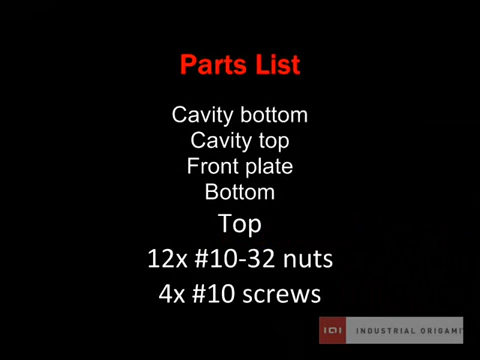 Parts List
Cavity bottom
Cavity top
Front plate
Bottom
Top
12x #10-32 nuts
4x #10 screws
INDUSTRIAL ORIGAMI